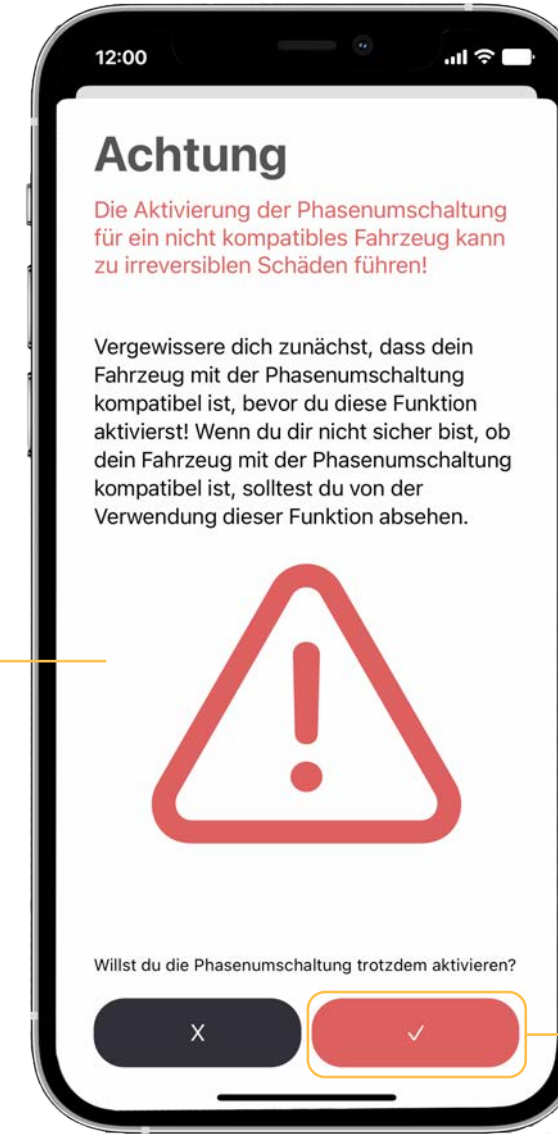 12:00
Achtung
Die Aktivierung der Phasenumschaltung
für ein nicht kompatibles Fahrzeug kann
zu irreversiblen Schäden führen!
Vergewissere dich zunächst, dass dein
Fahrzeug mit der Phasenumschaltung
kompatibel ist, bevor du diese Funktion
aktivierst! Wenn du dir nicht sicher bist, ob
dein Fahrzeug mit der Phasenumschaltung
kompatibel ist, solltest du von der
Verwendung dieser Funktion absehen.
Willst du die Phasenumschaltung trotzdem aktivieren?
X